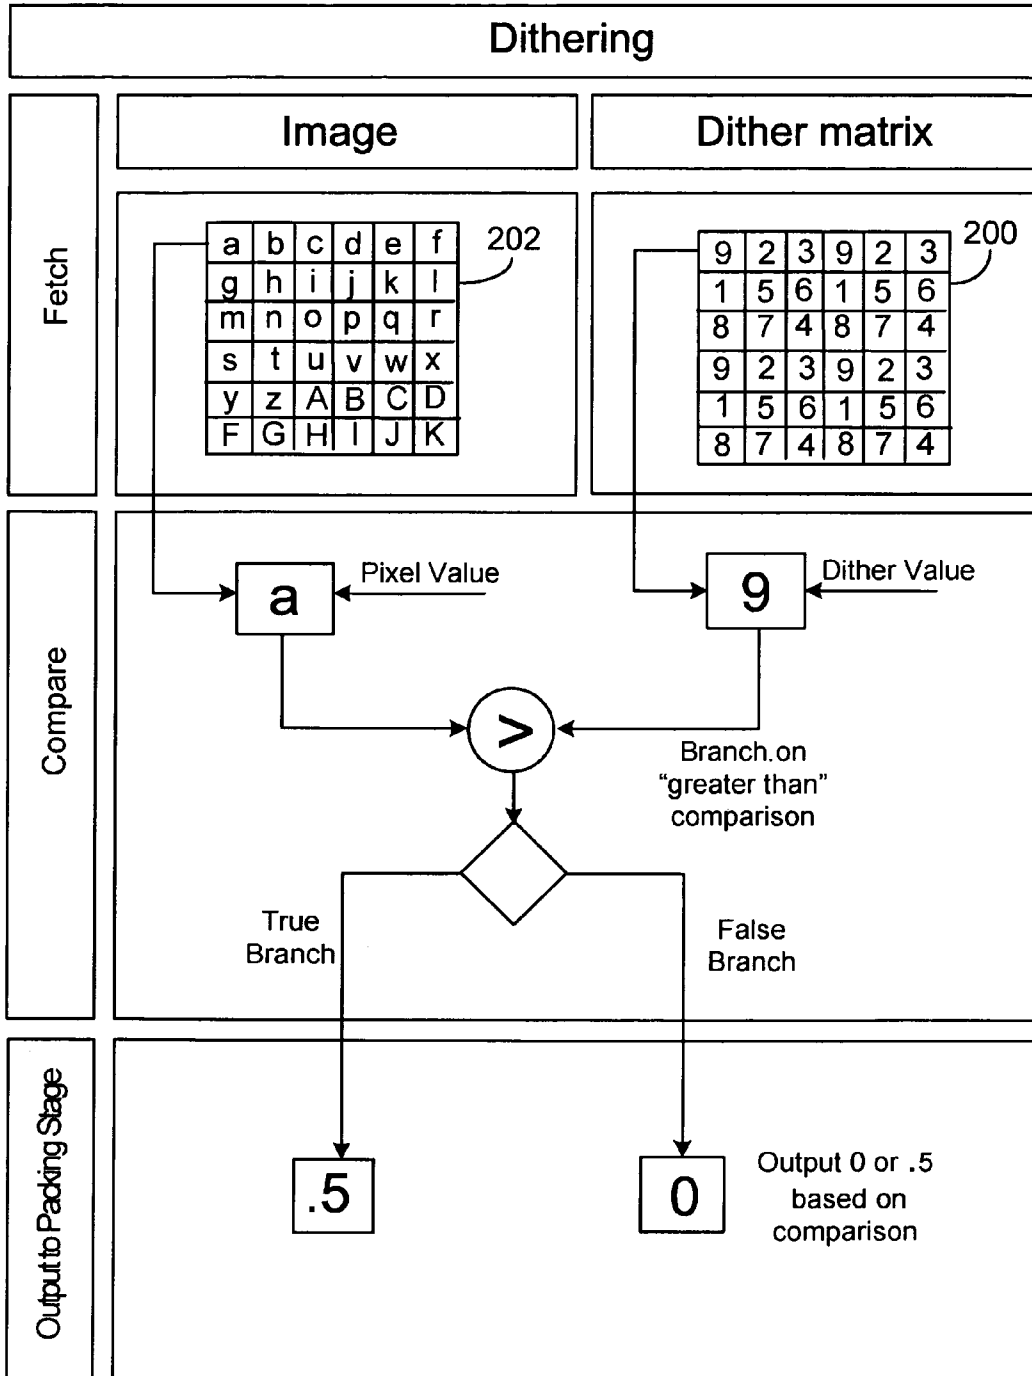 Dithering
Image
Dither matrix
Fetch
a b c d e f
g h i j k l
m n o p q r
s t u v w x
y z A B C D
F G H I J K
202
9 2 3 9 2 3
1 5 6 1 5 6
8 7 4 8 7 4
9 2 3 9 2 3
1 5 6 1 5 6
8 7 4 8 7 4
200
Compare
a
Pixel Value
9
Dither Value
>
Branch.on
“greater than”
comparison
True
Branch
False
Branch
Output to Packing Stage
.5
0
Output 0 or .5
based on
comparison